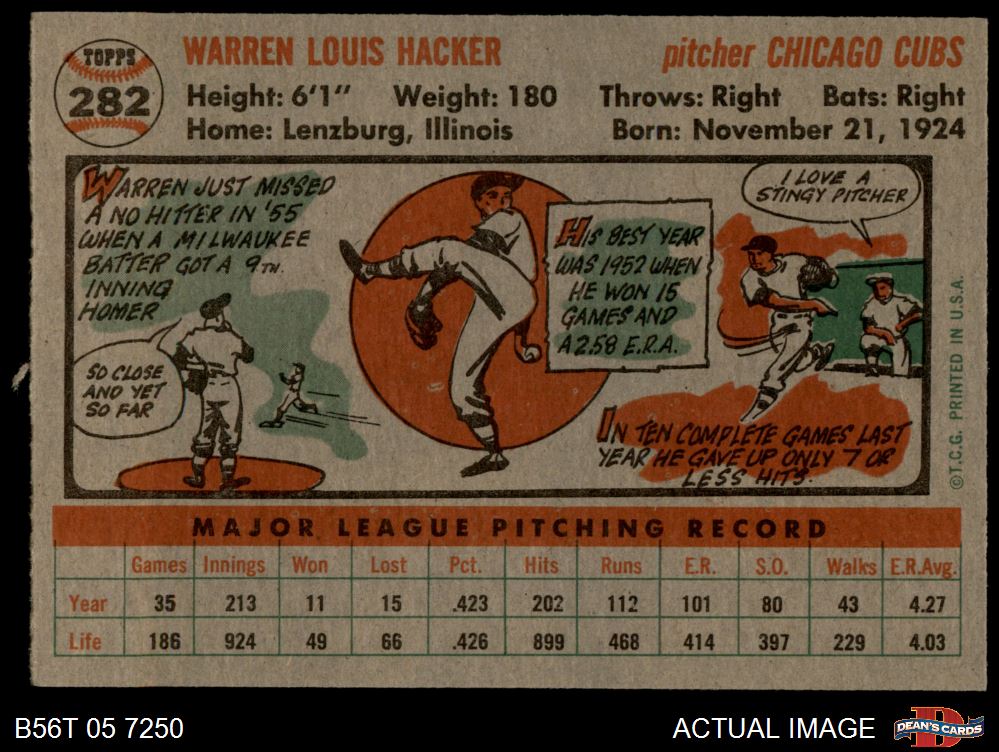 TOPPS
282
WARREN LOUIS HACKER
pitcher CHICAGO CUBS
Height: 6'1" Weight: 180 Throws: Right Bats: Right
Home: Lenzburg, Illinois Born: November 21, 1924
WARREN JUST MISSED
A NO HITTER IN '55
WHEN A MILWAUKEE
BATTER GOT A 9TH.
INNING
HOMER
SO CLOSE
AND YET
SO FAR
HIS BEST YEAR
WAS 1952 WHEN
HE WON 15
GAMES AND
A 2.58 E.R.A.
I LOVE A
STINGY PITCHER
IN TEN COMPLETE GAMES LAST
YEAR HE GAVE UP ONLY 7 OR
LESS HITS.
©T.C.G. PRINTED IN U.S.A.
MAJOR LEAGUE PITCHING RECORD
Games Innings Won Lost Pct. Hits Runs E.R. S.O. Walks E.R.Avg.
Year 35 213 11 15 .423 202 112 101 80 43 4.27
Life 186 924 49 66 .426 899 468 414 397 229 4.03
B56T 05 7250
ACTUAL IMAGE
DEAN'S CARDS